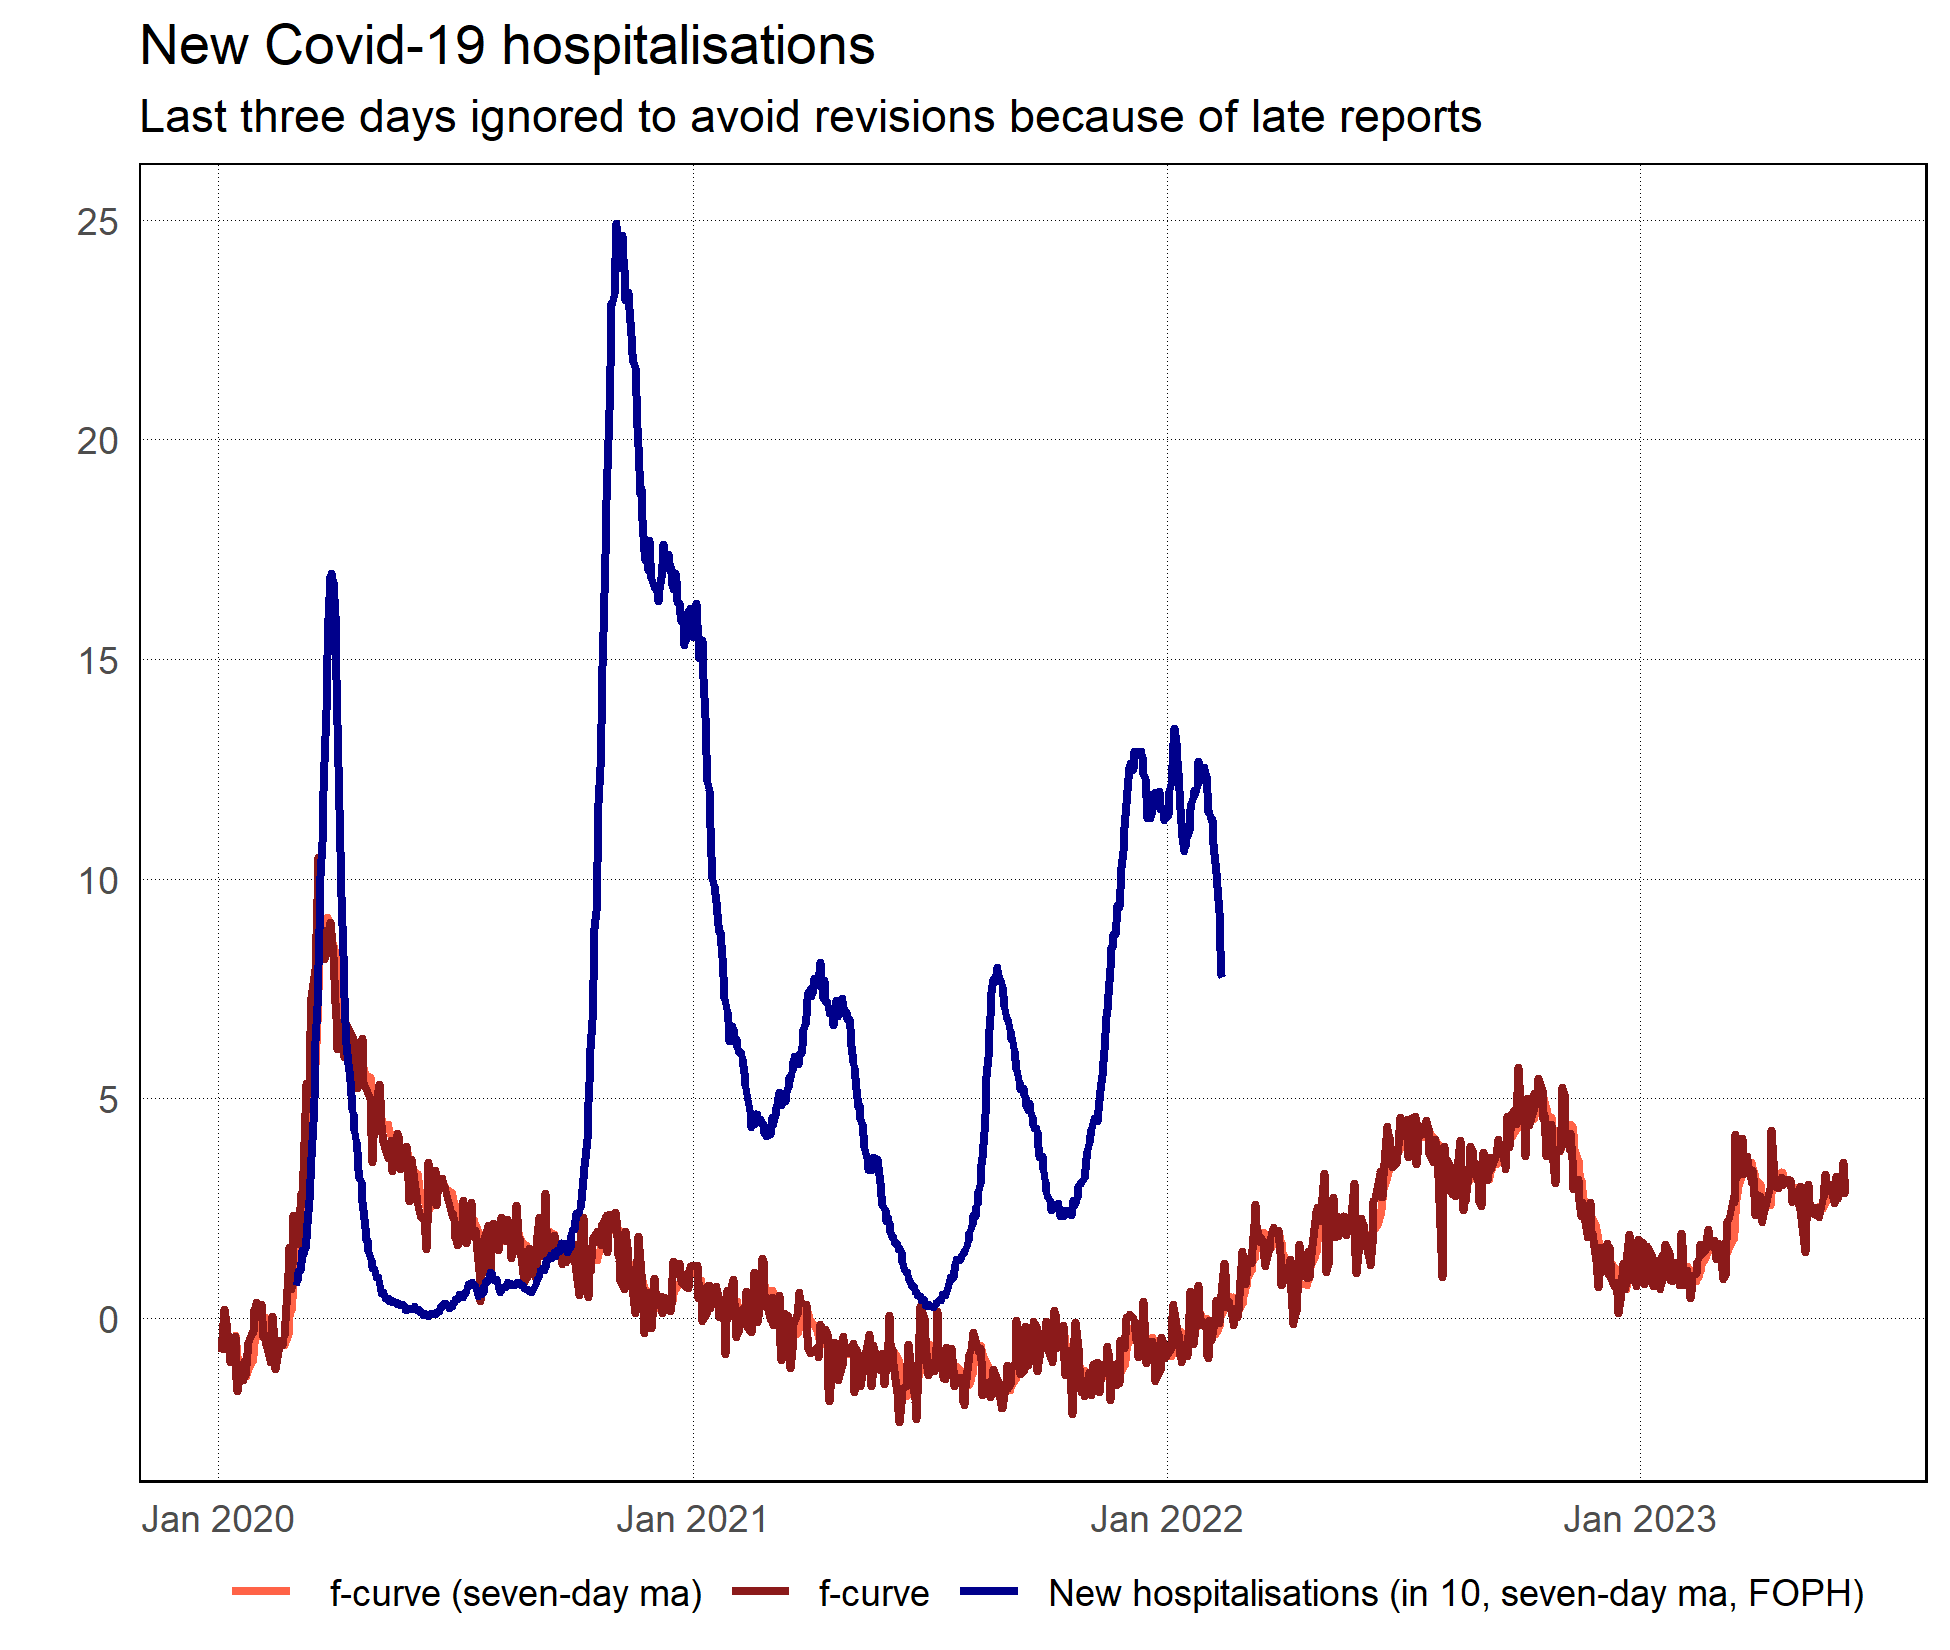 New Covid-19 hospitalisations
Last three days ignored to avoid revisions because of late reports
25
20
15
10
5
0
Jan 2020 Jan 2021 Jan 2022 Jan 2023
f-curve (seven-day ma) f-curve New hospitalisations (in 10, seven-day ma, FOPH)